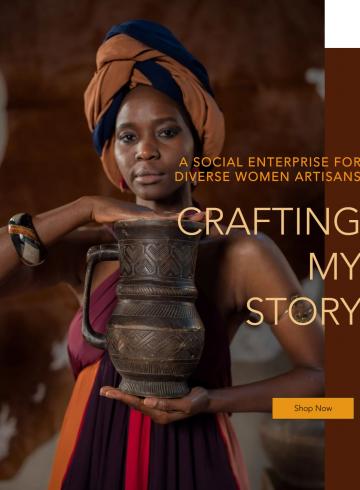 A SOCIAL ENTERPRISE FOR
DIVERSE WOMEN ARTISANS
CRAFTING
MY
STORY
Shop Now